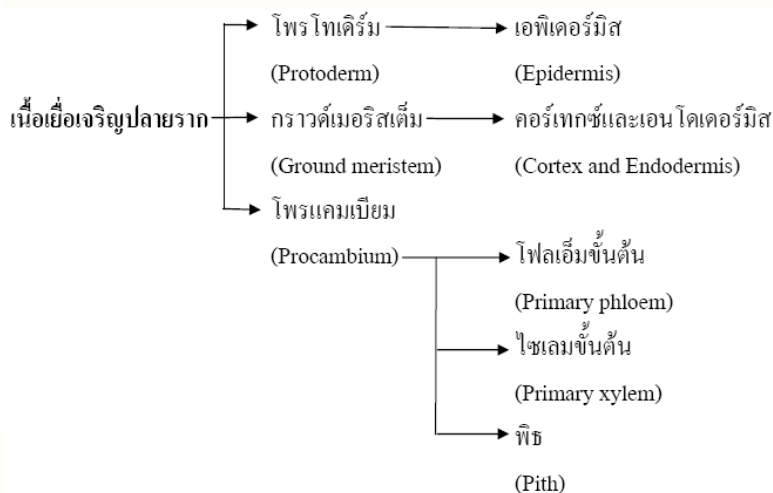 โพรโทเดิร์ม
เอพิเดอร์มิส
(Protoderm)
(Epidermis)
เนื้อเยื่อเจริญปลายราก
กราวด์เมอริสเต็ม
คอร์เทกซ์และเอนโดเดอร์มิส
(Ground meristem)
(Cortex and Endodermis)
โพรแคมเบียม
(Procambium)
โฟลเอ็มขั้นต้น
(Primary phloem)
ไซเลมขั้นต้น
(Primary xylem)
พิธ
(Pith)